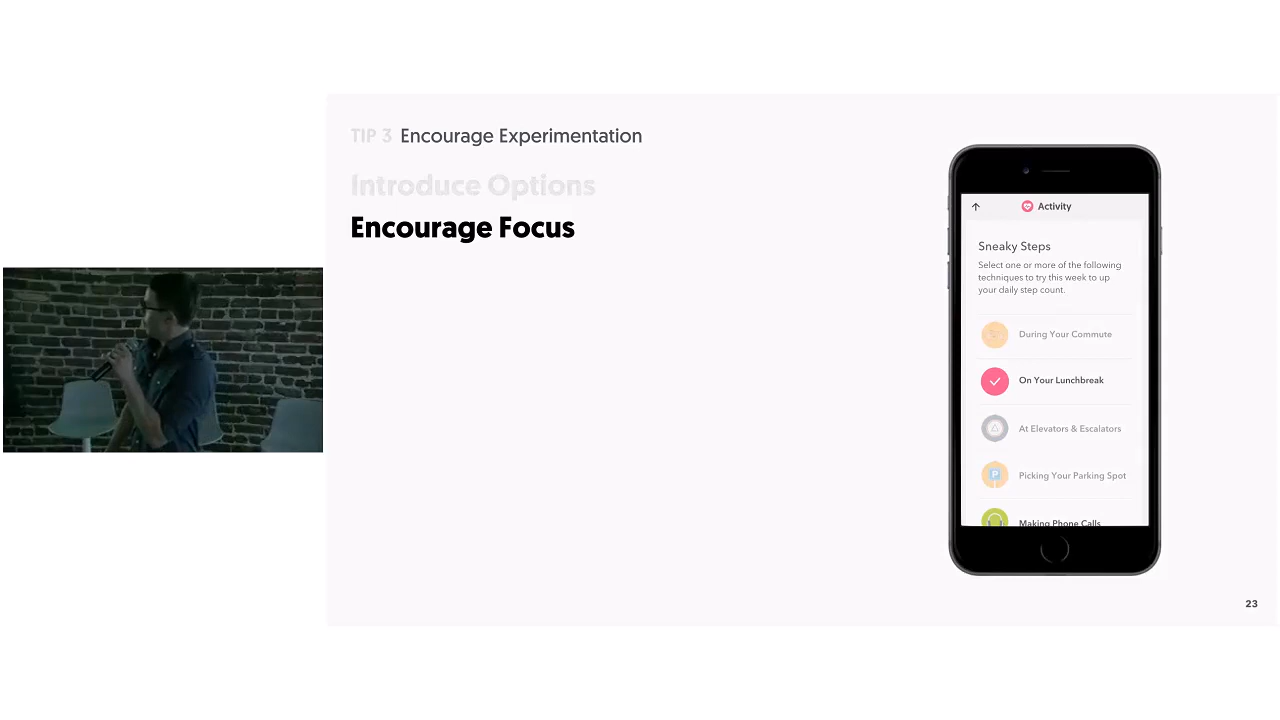 TIP 3 Encourage Experimentation
Introduce Options
Encourage Focus
Activity
Sneaky Steps
Select one or more of the following
techniques to try this week to up
your daily step count.
During Your Commute
On Your Lunchbreak
At Elevators & Escalators
P
Picking Your Parking Spot
Making Phone Calls
23